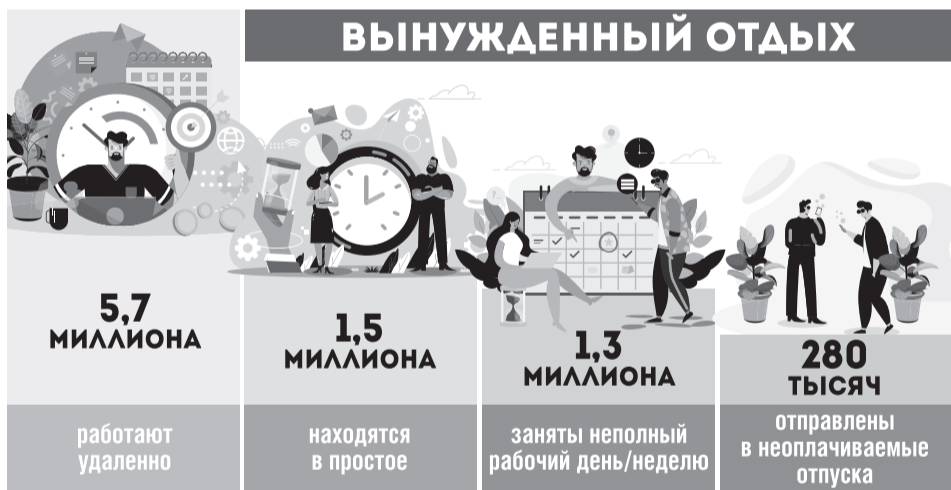 ВЫНУЖДЕННЫЙ ОТДЫХ
5,7
МИЛЛИОНА
работают
удаленно
1,5
МИЛЛИОНА
находятся
в простое
1,3
МИЛЛИОНА
заняты неполный
рабочий день/неделю
280
ТЫСЯЧ
отправлены
в неоплачиваемые
отпуска